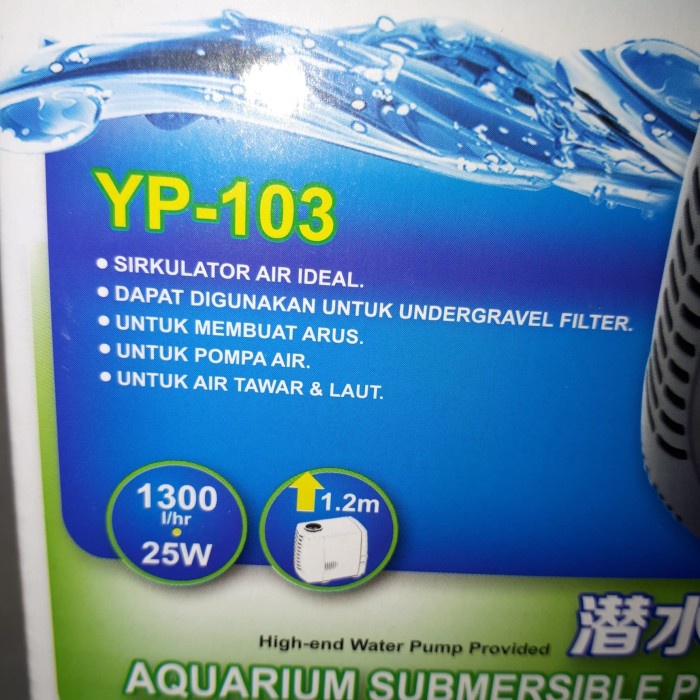 YP-103
• SIRKULATOR AIR IDEAL.
• DAPAT DIGUNAKAN UNTUK UNDERGRAVEL FILTER.
• UNTUK MEMBUAT ARUS.
• UNTUK POMPA AIR.
• UNTUK AIR TAWAR & LAUT.
1300
l/hr
25W
1.2m
High-end Water Pump Provided
潜水
AQUARIUM SUBMERSIBLE P